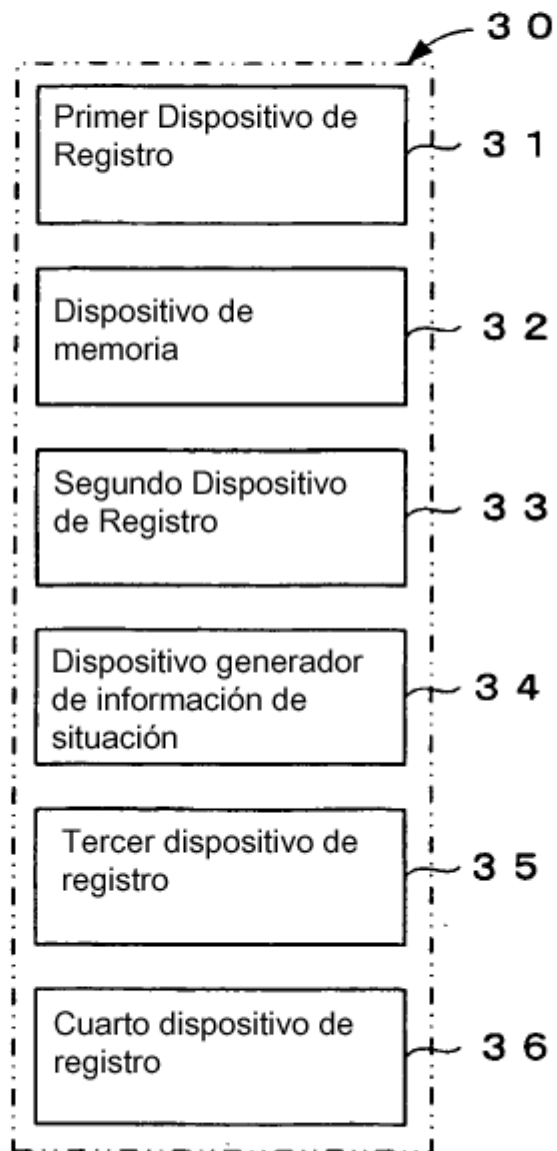 30
Primer Dispositivo de
Registro
31
Dispositivo de
memoria
32
Segundo Dispositivo
de Registro
33
Dispositivo generador
de información de
situación
34
Tercer dispositivo de
registro
35
Cuarto dispositivo de
registro
36